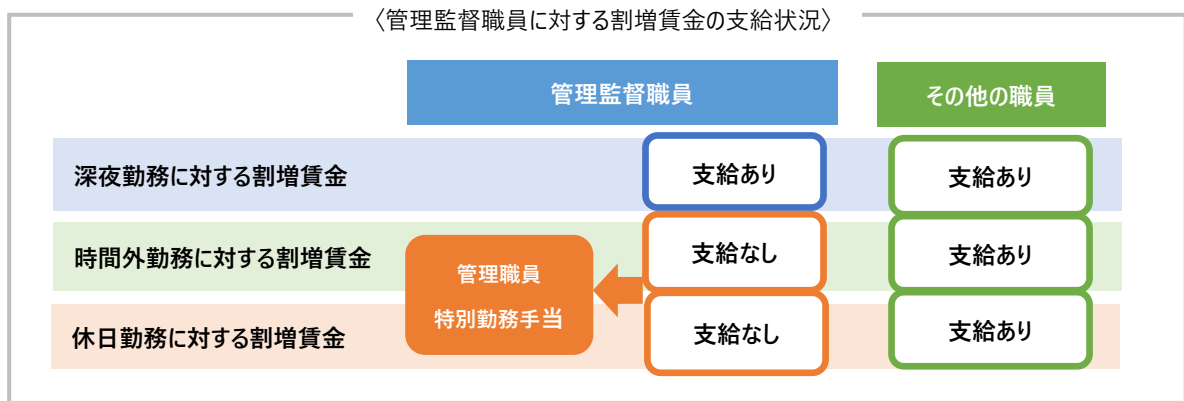 〈管理監督職員に対する割増賃金の支給状況〉
管理監督職員
その他の職員
深夜勤務に対する割増賃金
支給あり
支給あり
時間外勤務に対する割増賃金
管理職員
特別勤務手当
支給なし
支給あり
休日勤務に対する割増賃金
支給なし
支給あり